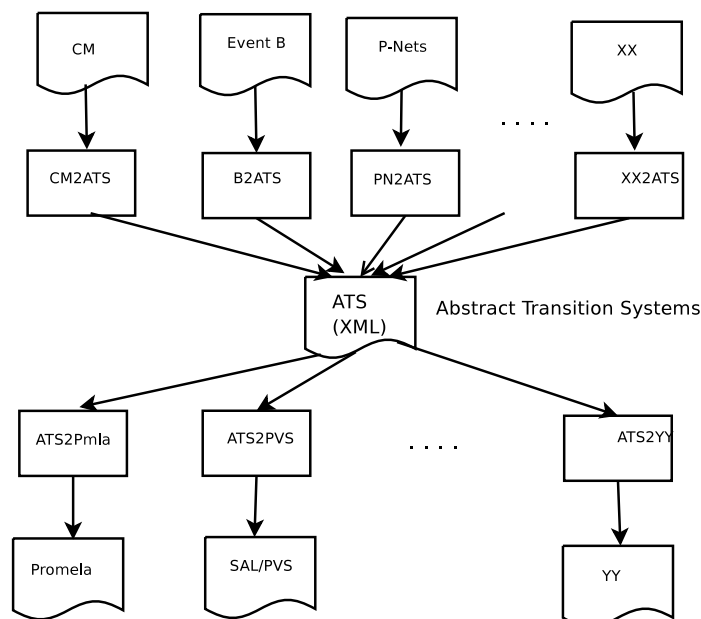 CM
Event B
P-Nets
XX
. . . .
CM2ATS
B2ATS
PN2ATS
XX2ATS
ATS
(XML)
Abstract Transition Systems
ATS2Pmla
ATS2PVS
. . . .
ATS2YY
Promela
SAL/PVS
YY